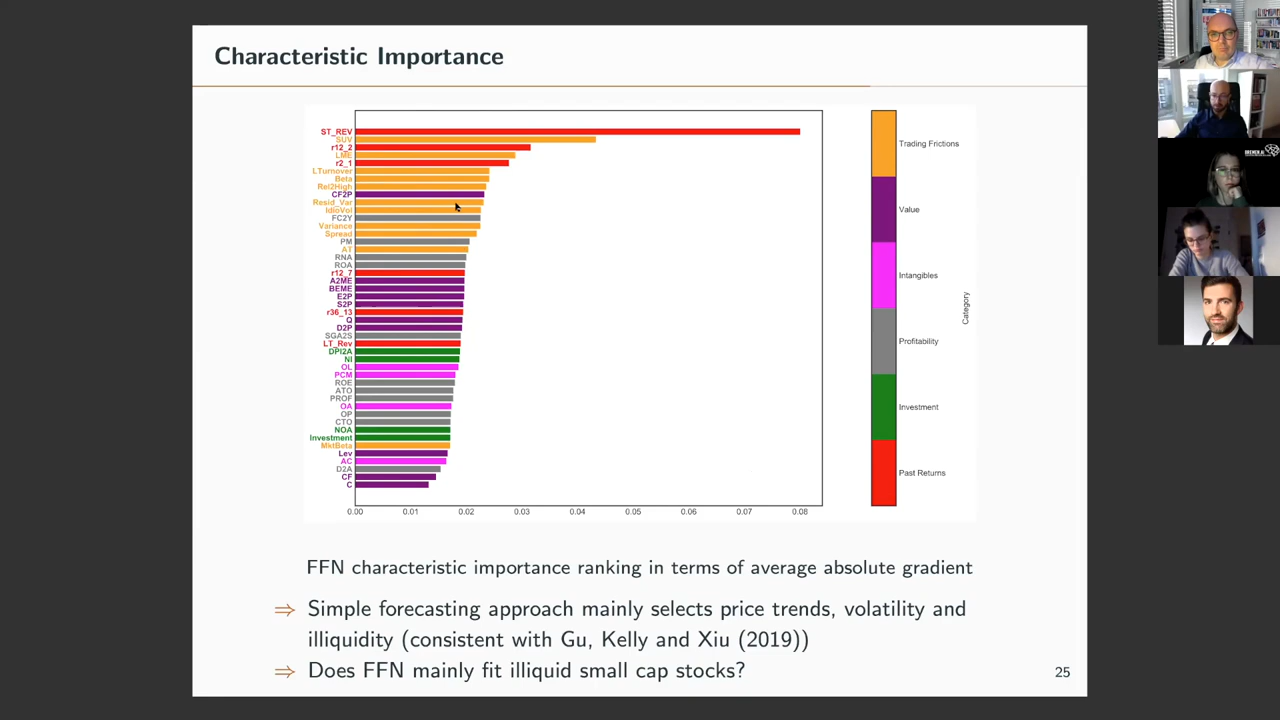 Characteristic Importance
ST_REV
SUV
r12_2
LME
r2_1
LTurnover
Beta
Rel2High
CF2P
Resid_Var
IdioVol
FC2Y
Variance
Spread
PM
AT
RNA
ROA
r12_7
A2ME
BEME
E2P
S2P
r36_13
Q
D2P
SGA2S
LT_Rev
DPI2A
NI
OL
PCM
ROE
ATO
PROF
OA
OP
CTO
NOA
Investment
MktBeta
Lev
AC
D2A
CF
C
0.00 0.01 0.02 0.03 0.04 0.05 0.06 0.07 0.08
Trading Frictions
Value
Intangibles
Profitability
Investment
Past Returns
Category
FFN characteristic importance ranking in terms of average absolute gradient
⇒ Simple forecasting approach mainly selects price trends, volatility and
illiquidity (consistent with Gu, Kelly and Xiu (2019))
⇒ Does FFN mainly fit illiquid small cap stocks?
25
BREMEN.AI